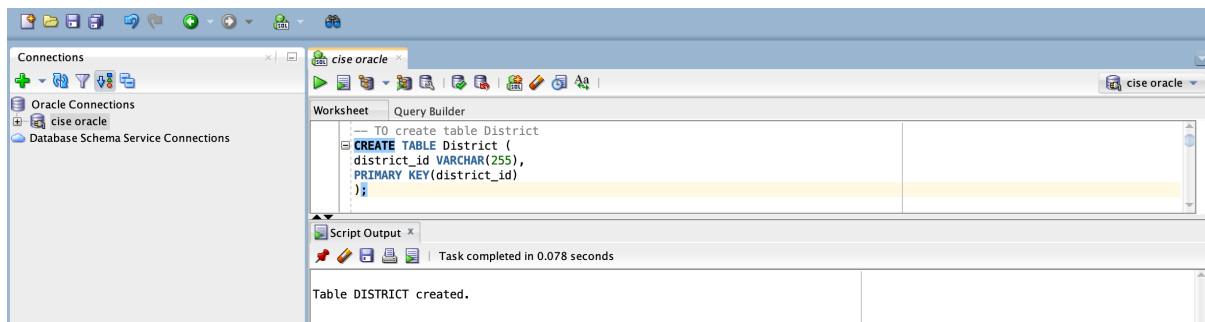 Connections
cise oracle
cise oracle
Oracle Connections
cise oracle
Database Schema Service Connections
Worksheet Query Builder
-- TO create table District
CREATE TABLE District (
district_id VARCHAR(255),
PRIMARY KEY(district_id)
);
Script Output
Task completed in 0.078 seconds
Table DISTRICT created.